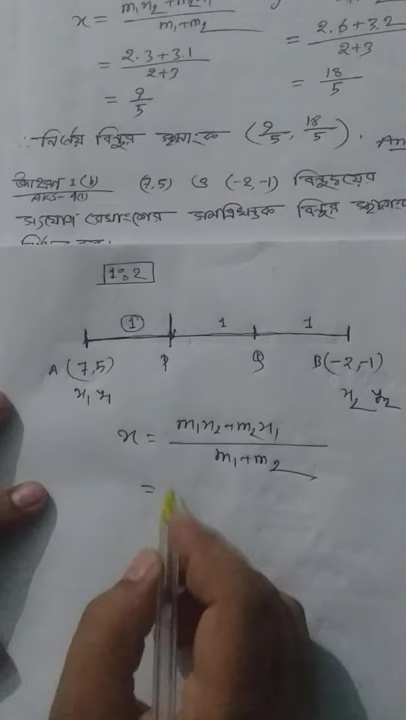 x = m₁x₂+m₂x₁ / m₁+m₂
= 2.3+3.1 / 2+3 = 2.6+3.2 / 2+3
= 9/5 = 18/5
∴ নির্ণেয় বিন্দুর স্থানাংক (9/5, 18/5). Ans
1(b) (7,5) ও (-2,-1) বিন্দুদ্বয়ের
সংযোগ রেখাংশের সমত্রিখণ্ডক বিন্দুর
1:2
1 1 1
A(7,5) P Q B(-2,-1)
x₁ y₁ x₂ y₂
x = m₁x₂+m₂x₁ / m₁+m₂
=